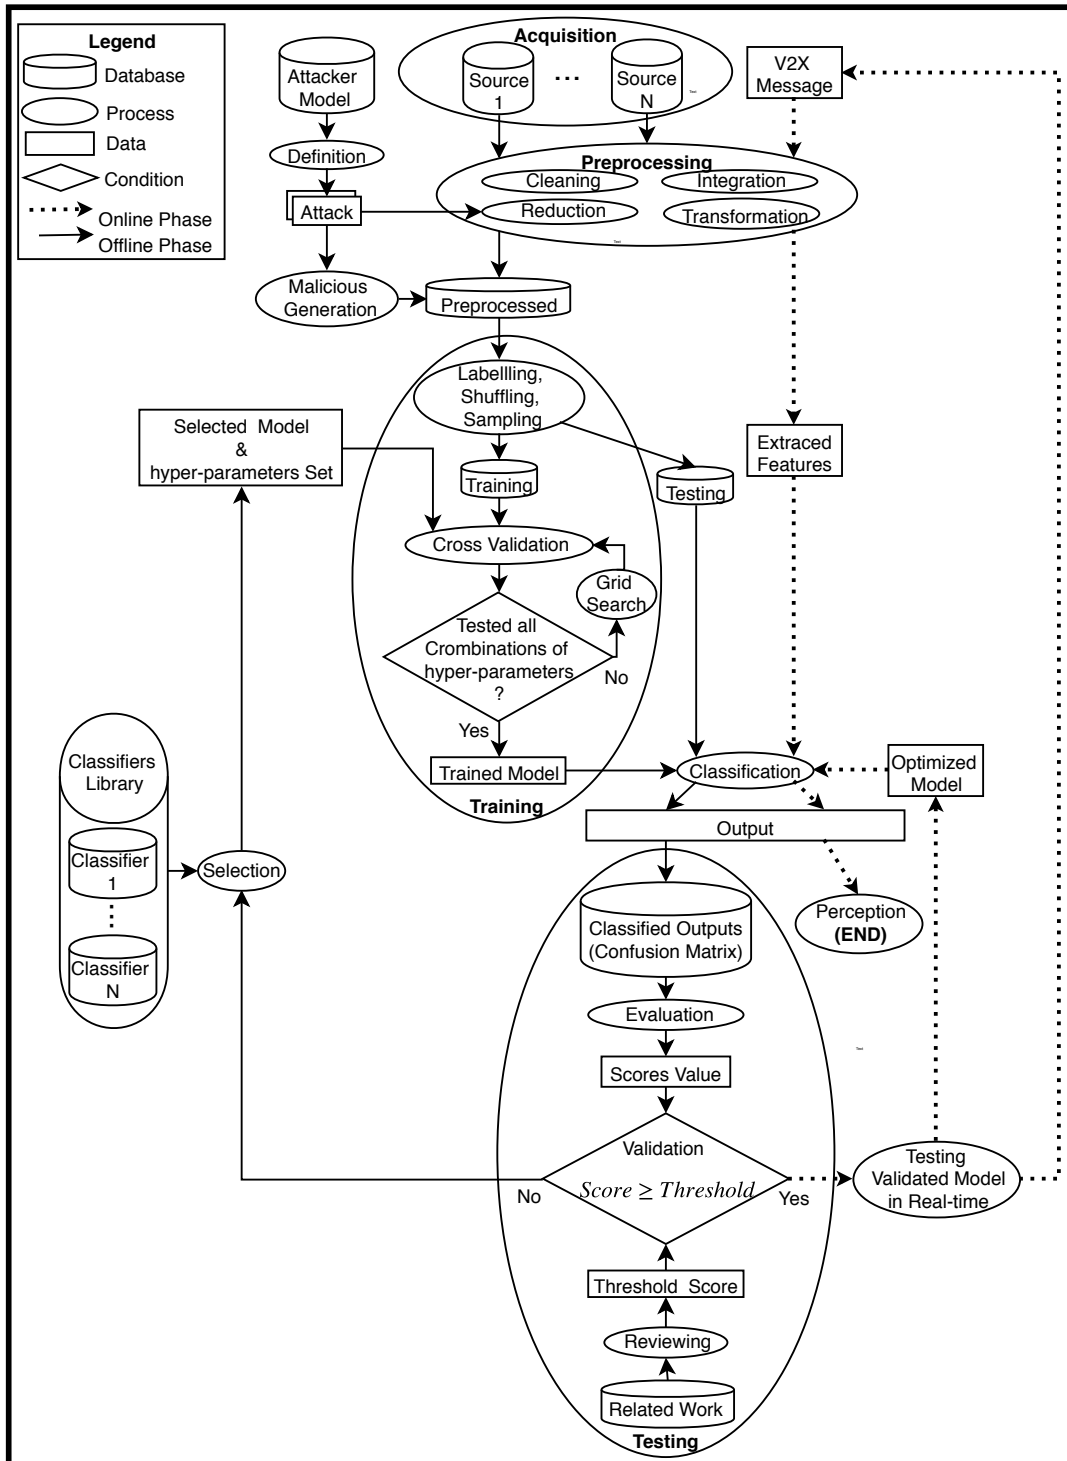 Legend
Database
Process
Data
Condition
Online Phase
Offline Phase
Attacker
Model
Definition
Attack
Malicious
Generation
Acquisition
Source
1
...
Source
N
Text
V2X
Message
Preprocessing
Cleaning
Integration
Reduction
Transformation
Text
Preprocessed
Labellling,
Shuffling,
Sampling
Selected Model
&
hyper-parameters Set
Training
Testing
Extraced
Features
Cross Validation
Grid
Search
Tested all
Crombinations of
hyper-parameters
?
No
Yes
Trained Model
Training
Classification
Optimized
Model
Output
Classifiers
Library
Classifier
1
Classifier
N
Selection
Perception
(END)
Classified Outputs
(Confusion Matrix)
Evaluation
Text
Scores Value
Validation
Score ≥ Threshold
No
Yes
Testing
Validated Model
in Real-time
Threshold Score
Reviewing
Related Work
Testing